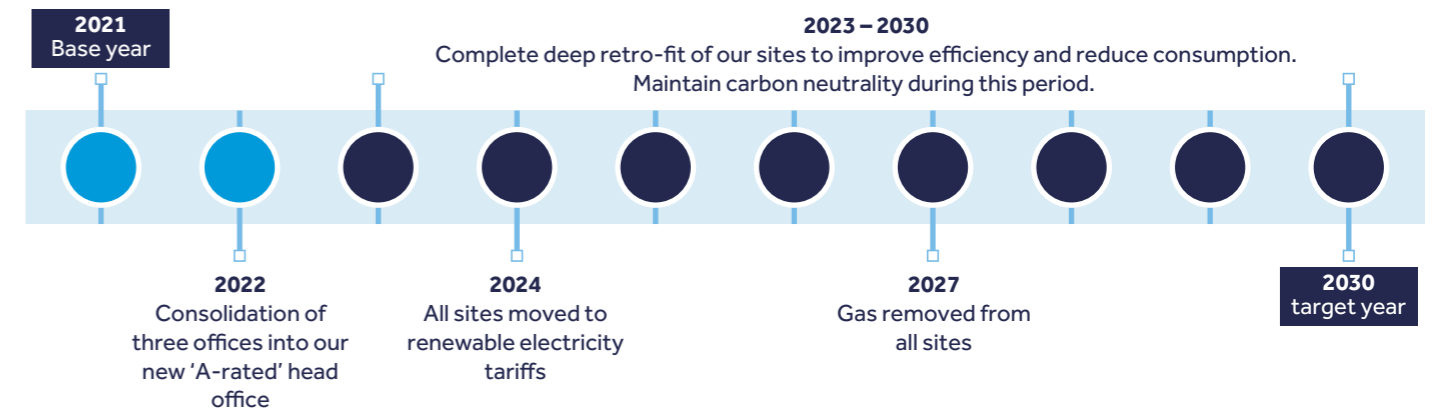 2021
Base year
2023 – 2030
Complete deep retro-fit of our sites to improve efficiency and reduce consumption.
Maintain carbon neutrality during this period.
2022
Consolidation of
three offices into our
new ‘A-rated’ head
office
2024
All sites moved to
renewable electricity
tariffs
2027
Gas removed from
all sites
2030
target year